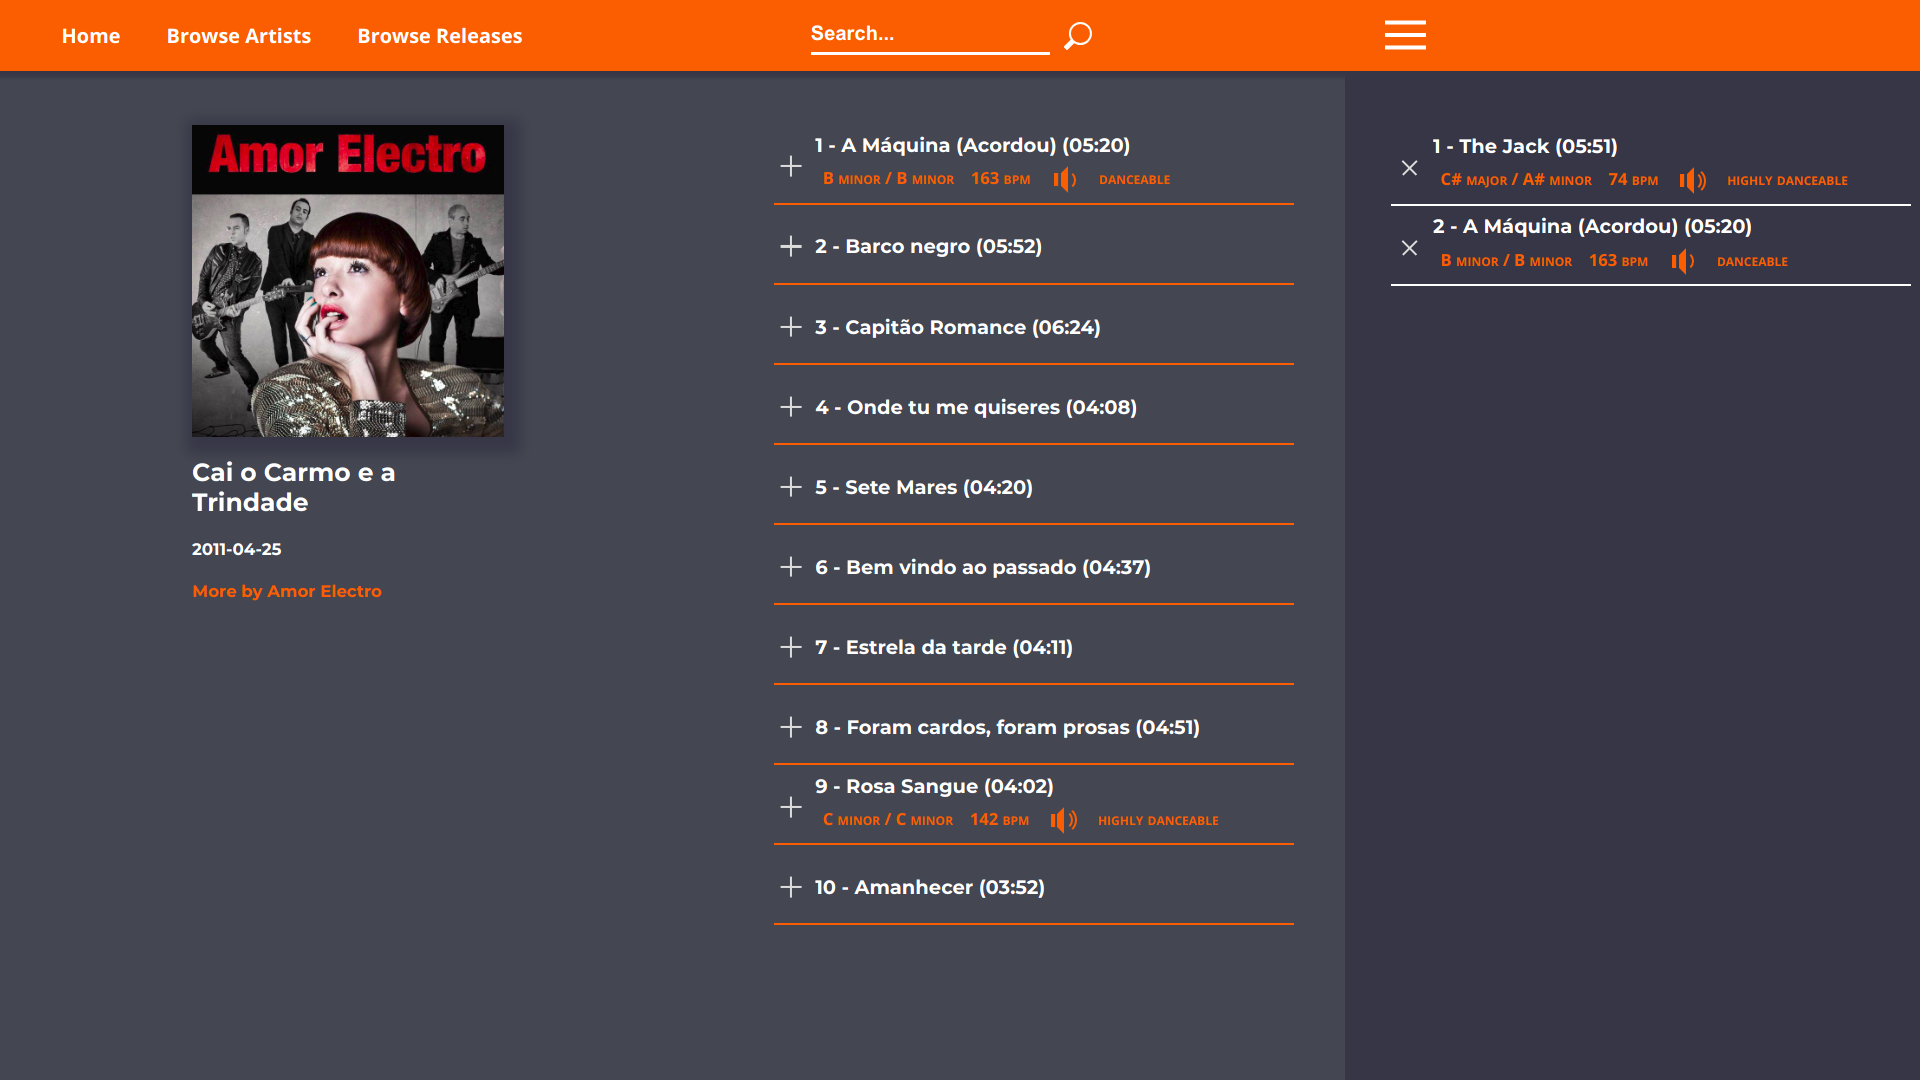 Home
Browse Artists
Browse Releases
Search...
Amor Electro
Cai o Carmo e a
Trindade
2011-04-25
More by Amor Electro
1 - A Máquina (Acordou) (05:20)
B minor / B minor 163 bpm danceable
2 - Barco negro (05:52)
3 - Capitão Romance (06:24)
4 - Onde tu me quiseres (04:08)
5 - Sete Mares (04:20)
6 - Bem vindo ao passado (04:37)
7 - Estrela da tarde (04:11)
8 - Foram cardos, foram prosas (04:51)
9 - Rosa Sangue (04:02)
C minor / C minor 142 bpm highly danceable
10 - Amanhecer (03:52)
1 - The Jack (05:51)
C# major / A# minor 74 bpm highly danceable
2 - A Máquina (Acordou) (05:20)
B minor / B minor 163 bpm danceable